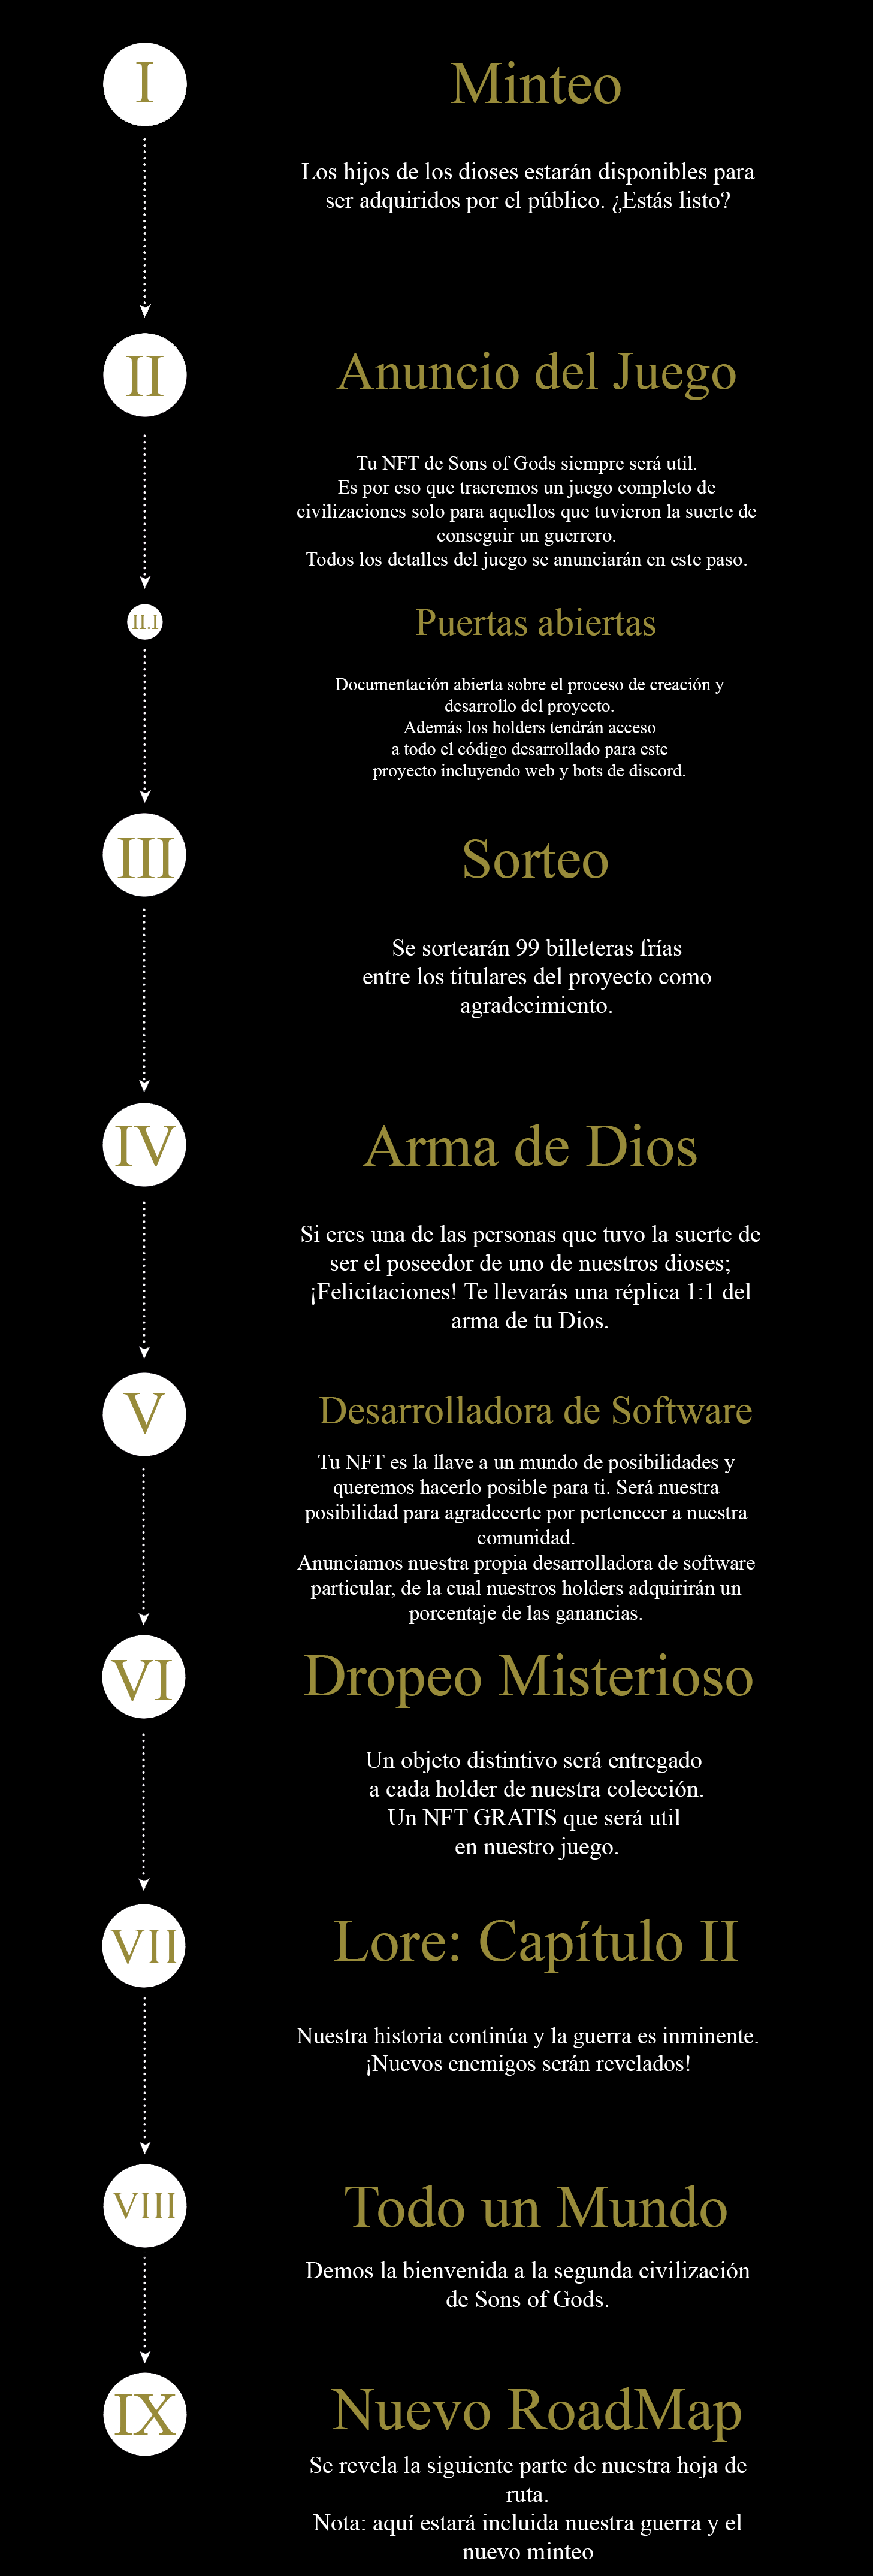 I
Minteo
Los hijos de los dioses estarán disponibles para
ser adquiridos por el público. ¿Estás listo?
II
Anuncio del Juego
Tu NFT de Sons of Gods siempre será util.
Es por eso que traeremos un juego completo de
civilizaciones solo para aquellos que tuvieron la suerte de
conseguir un guerrero.
Todos los detalles del juego se anunciarán en este paso.
II.I
Puertas abiertas
Documentación abierta sobre el proceso de creación y
desarrollo del proyecto.
Además los holders tendrán acceso
a todo el código desarrollado para este
proyecto incluyendo web y bots de discord.
III
Sorteo
Se sortearán 99 billeteras frías
entre los titulares del proyecto como
agradecimiento.
IV
Arma de Dios
Si eres una de las personas que tuvo la suerte de
ser el poseedor de uno de nuestros dioses;
¡Felicitaciones! Te llevarás una réplica 1:1 del
arma de tu Dios.
V
Desarrolladora de Software
Tu NFT es la llave a un mundo de posibilidades y
queremos hacerlo posible para ti. Será nuestra
posibilidad para agradecerte por pertenecer a nuestra
comunidad.
Anunciamos nuestra propia desarrolladora de software
particular, de la cual nuestros holders adquirirán un
porcentaje de las ganancias.
VI
Dropeo Misterioso
Un objeto distintivo será entregado
a cada holder de nuestra colección.
Un NFT GRATIS que será util
en nuestro juego.
VII
Lore: Capítulo II
Nuestra historia continúa y la guerra es inminente.
¡Nuevos enemigos serán revelados!
VIII
Todo un Mundo
Demos la bienvenida a la segunda civilización
de Sons of Gods.
IX
Nuevo RoadMap
Se revela la siguiente parte de nuestra hoja de
ruta.
Nota: aquí estará incluida nuestra guerra y el
nuevo minteo